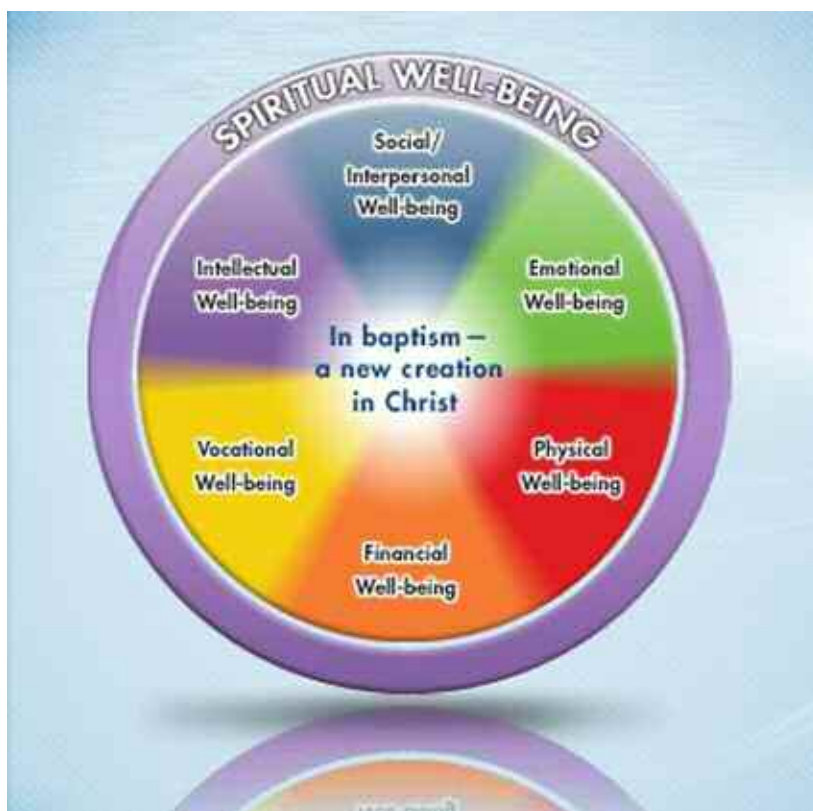 SPIRITUAL WELL-BEING
Social/
Interpersonal
Well-being
Emotional
Well-being
Physical
Well-being
Financial
Well-being
Vocational
Well-being
Intellectual
Well-being
In baptism –
a new creation
in Christ